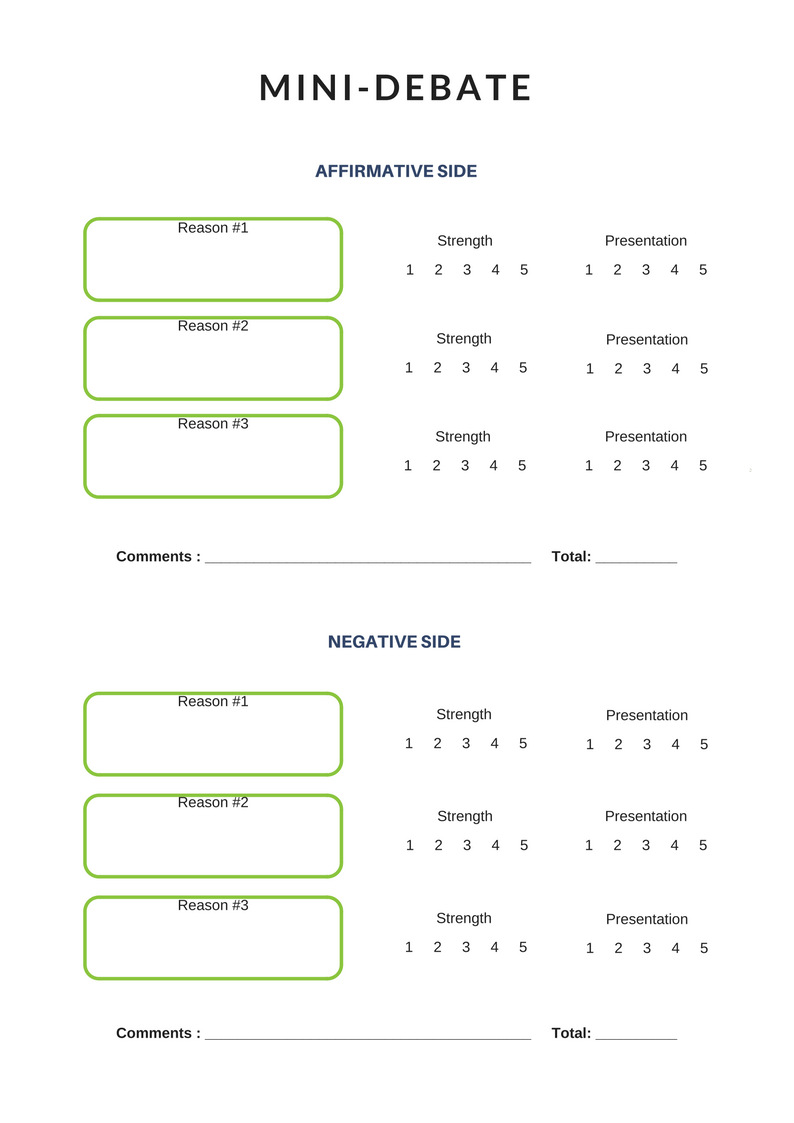 MINI-DEBATE
AFFIRMATIVE SIDE
Reason #1
Strength Presentation
1 2 3 4 5 1 2 3 4 5
Reason #2
Strength Presentation
1 2 3 4 5 1 2 3 4 5
Reason #3
Strength Presentation
1 2 3 4 5 1 2 3 4 5
Comments : ________________________________________ Total: __________
NEGATIVE SIDE
Reason #1
Strength Presentation
1 2 3 4 5 1 2 3 4 5
Reason #2
Strength Presentation
1 2 3 4 5 1 2 3 4 5
Reason #3
Strength Presentation
1 2 3 4 5 1 2 3 4 5
Comments : ________________________________________ Total: __________